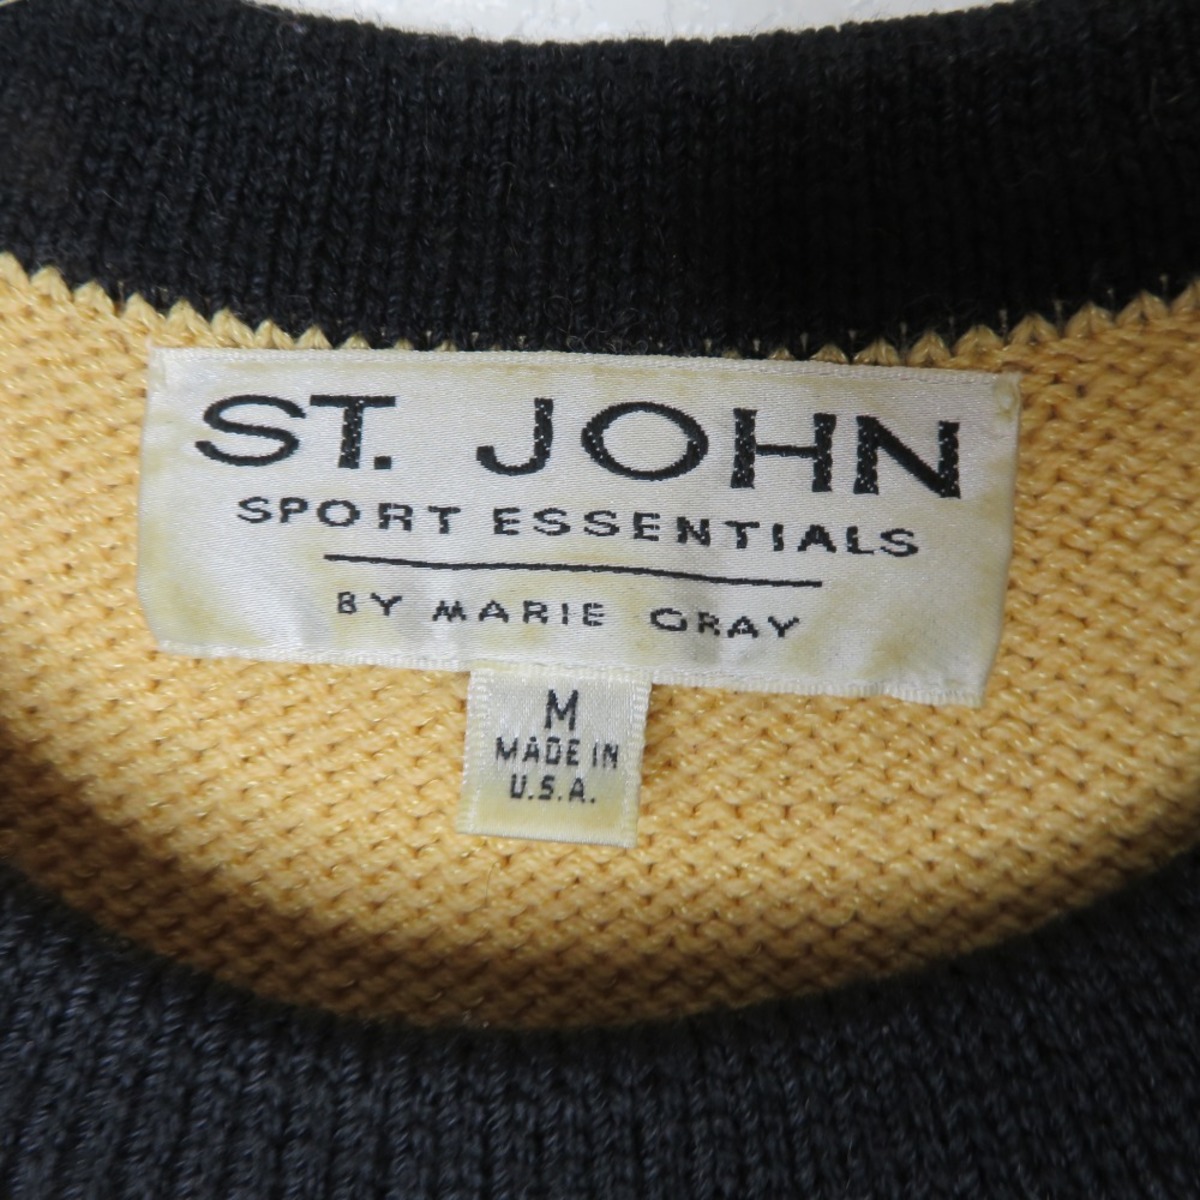 ST. JOHN
SPORT ESSENTIALS
BY MARIE GRAY
M
MADE IN
U.S.A.